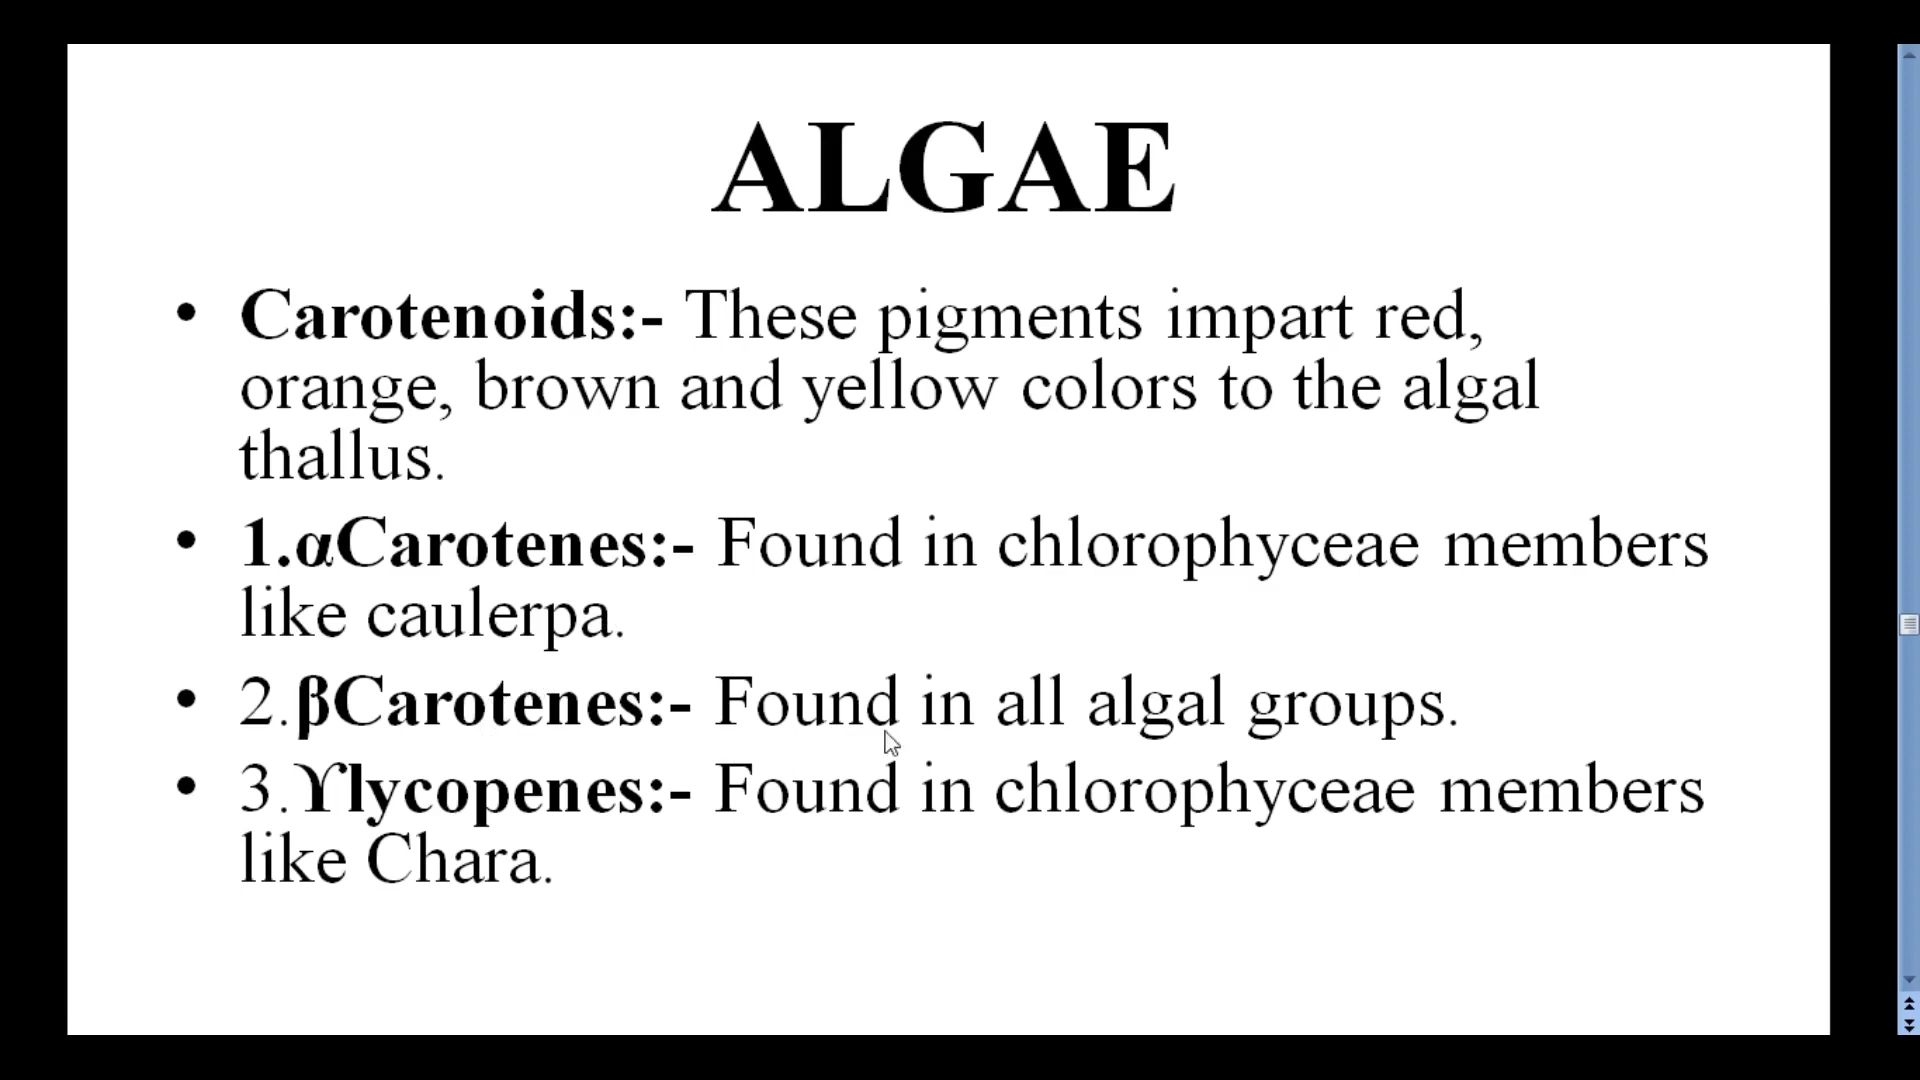 ALGAE
• Carotenoids:- These pigments impart red,
orange, brown and yellow colors to the algal
thallus.
• 1.αCarotenes:- Found in chlorophyceae members
like caulerpa.
• 2.βCarotenes:- Found in all algal groups.
• 3.ϒlycopenes:- Found in chlorophyceae members
like Chara.